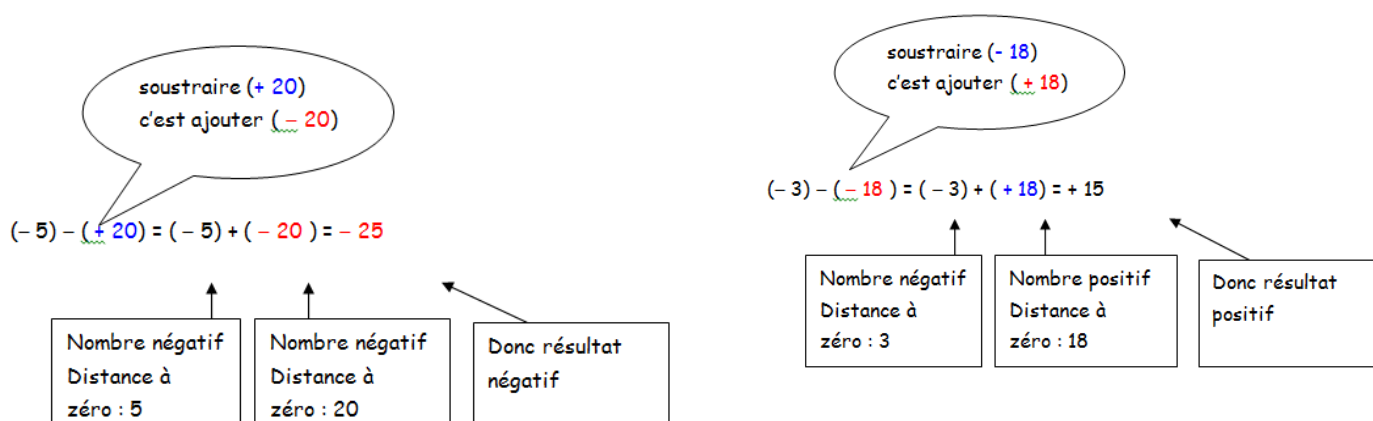 soustraire (+ 20)
c'est ajouter ( – 20)
(– 5) – ( + 20) = ( – 5) + ( – 20 ) = – 25
Nombre négatif
Distance à
zéro : 5
Nombre négatif
Distance à
zéro : 20
Donc résultat
négatif
soustraire (- 18)
c'est ajouter ( + 18)
(– 3) – ( – 18 ) = ( – 3) + ( + 18) = + 15
Nombre négatif
Distance à
zéro : 3
Nombre positif
Distance à
zéro : 18
Donc résultat
positif